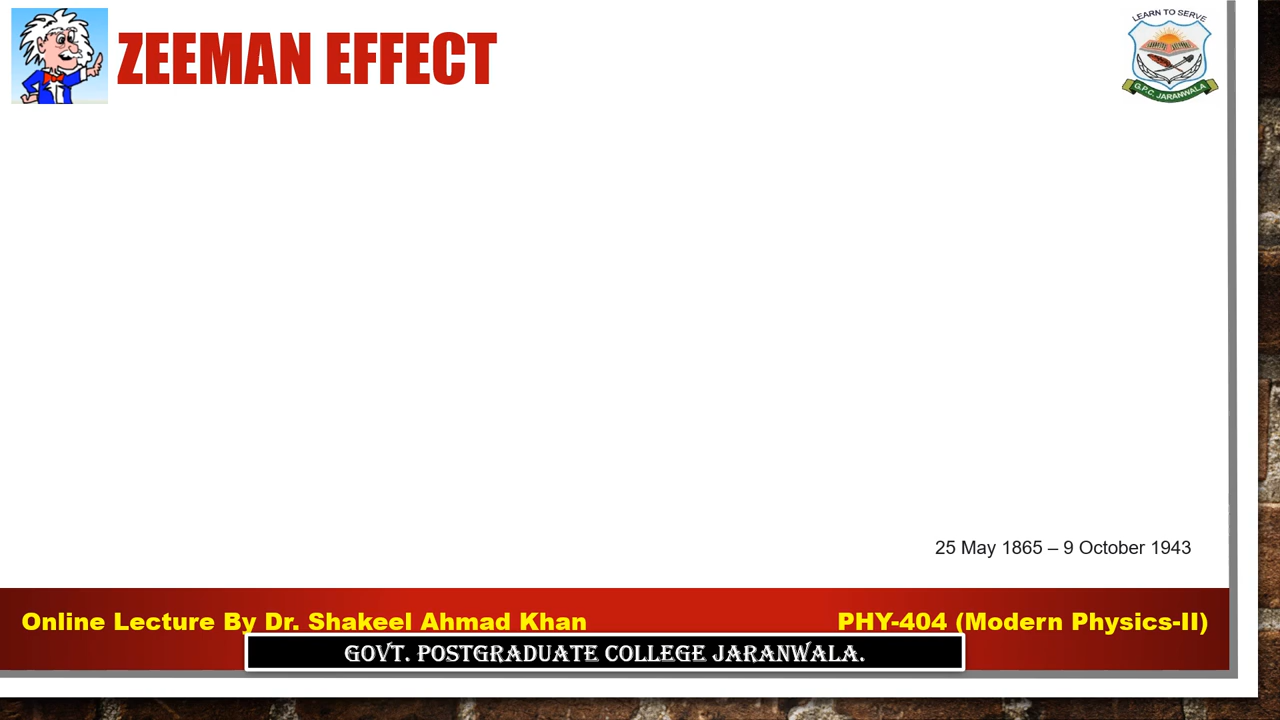 ZEEMAN EFFECT
LEARN TO SERVE
G.P.C. JARANWALA
25 May 1865 – 9 October 1943
Online Lecture By Dr. Shakeel Ahmad Khan
PHY-404 (Modern Physics-II)
GOVT. POSTGRADUATE COLLEGE JARANWALA.